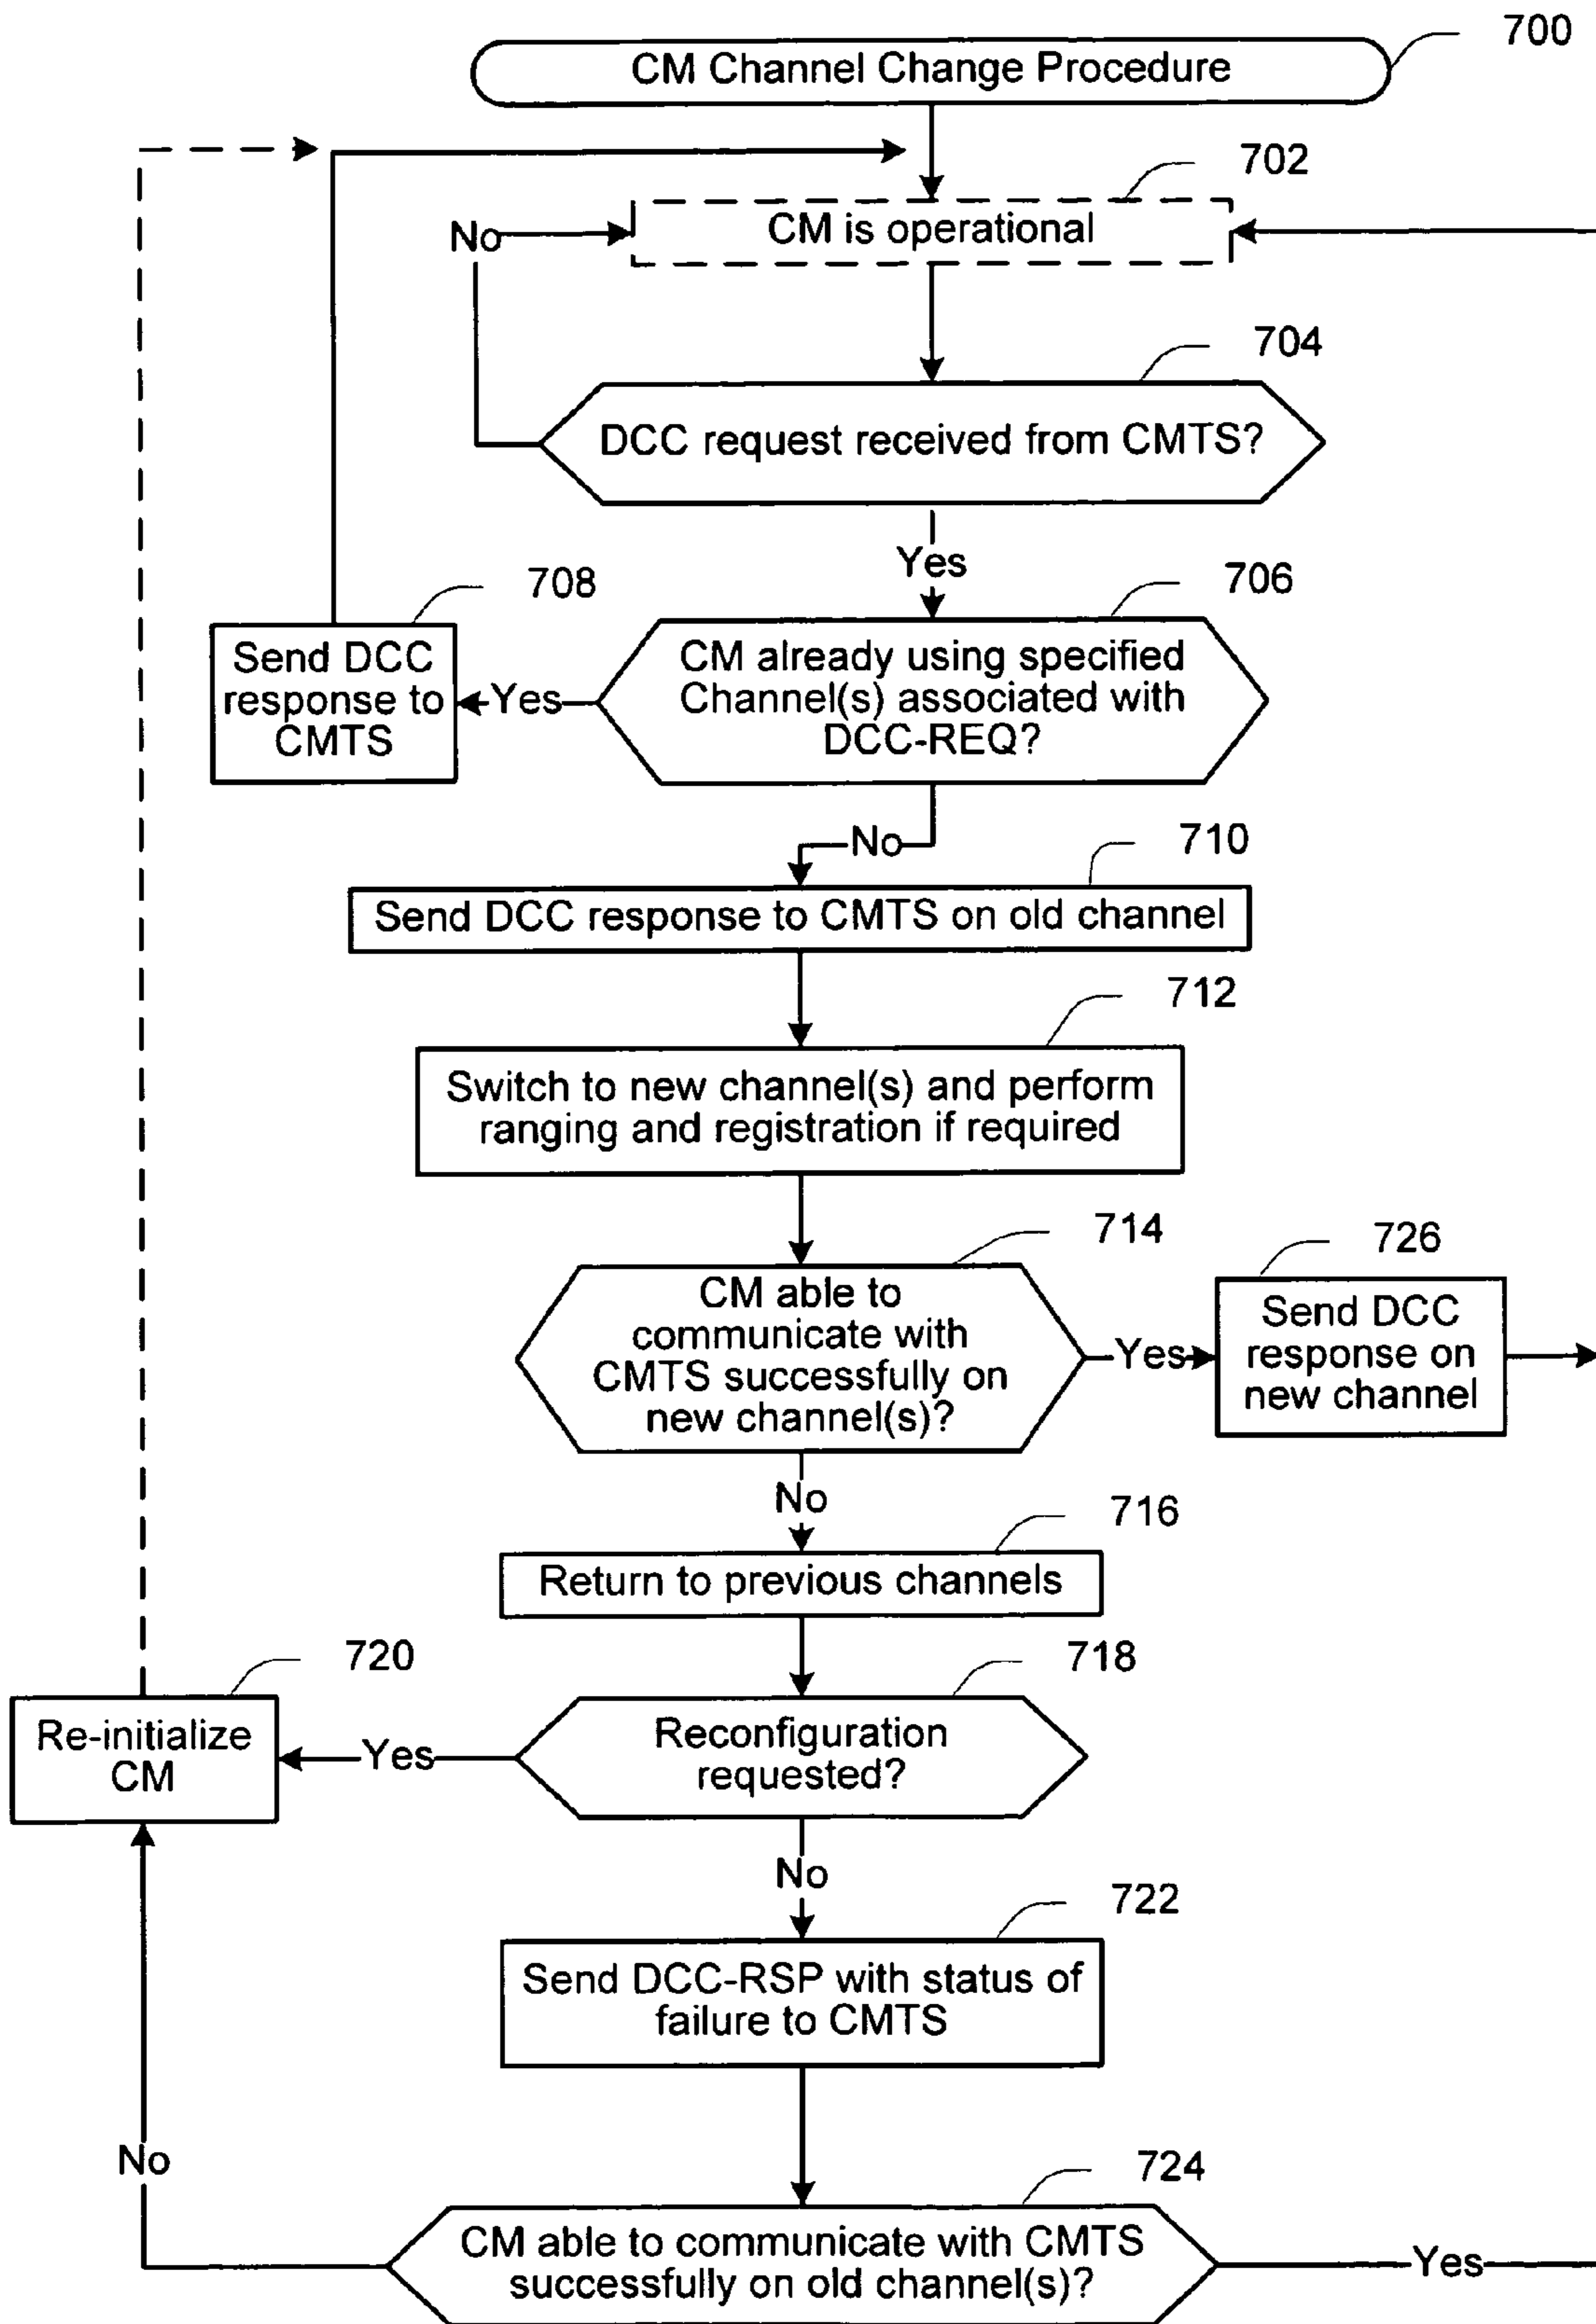 700
CM Channel Change Procedure
702
CM is operational
No
704
DCC request received from CMTS?
Yes
706
708
CM already using specified
Channel(s) associated with
DCC-REQ?
Yes
Send DCC
response to
CMTS
No
710
Send DCC response to CMTS on old channel
712
Switch to new channel(s) and perform
ranging and registration if required
714
CM able to
communicate with
CMTS successfully on
new channel(s)?
Yes
726
Send DCC
response on
new channel
No
716
Return to previous channels
718
Reconfiguration
requested?
Yes
720
Re-initialize
CM
No
722
Send DCC-RSP with status of
failure to CMTS
No
724
CM able to communicate with CMTS
successfully on old channel(s)?
Yes